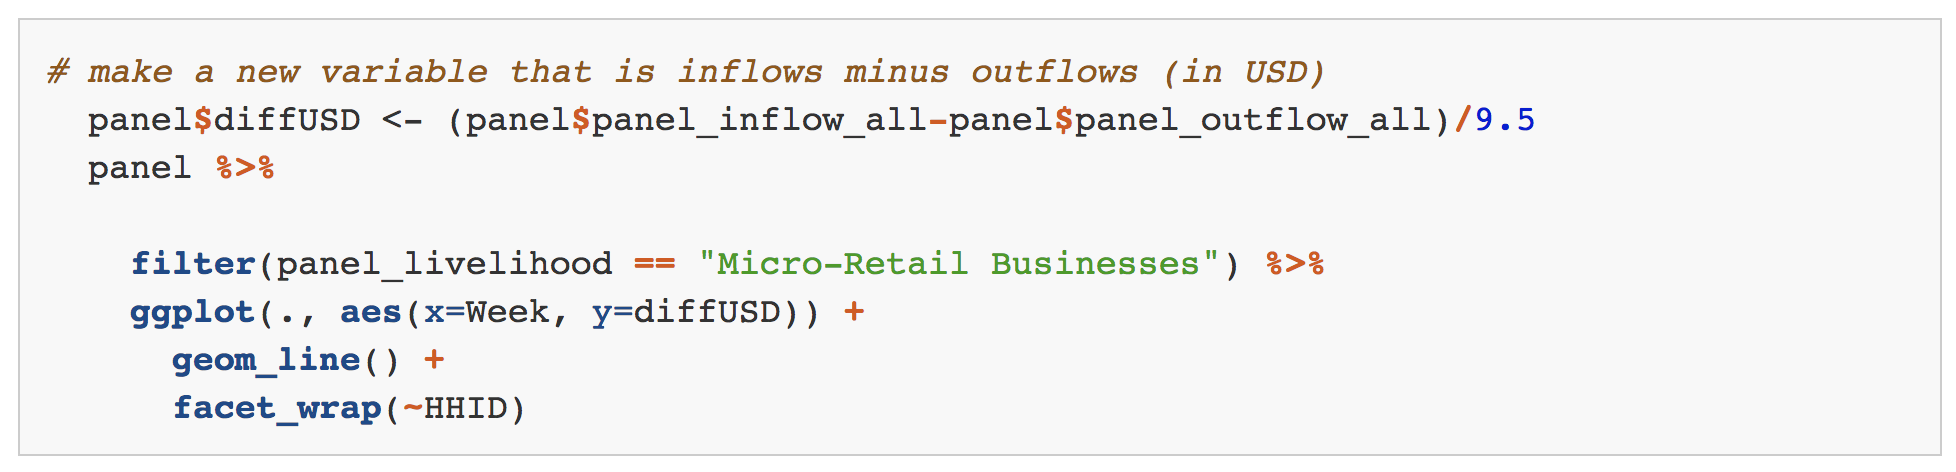 # make a new variable that is inflows minus outflows (in USD)
panel$diffUSD <- (panel$panel_inflow_all-panel$panel_outflow_all)/9.5
panel %>%
filter(panel_livelihood == "Micro-Retail Businesses") %>%
ggplot(., aes(x=Week, y=diffUSD)) +
geom_line() +
facet_wrap(~HHID)